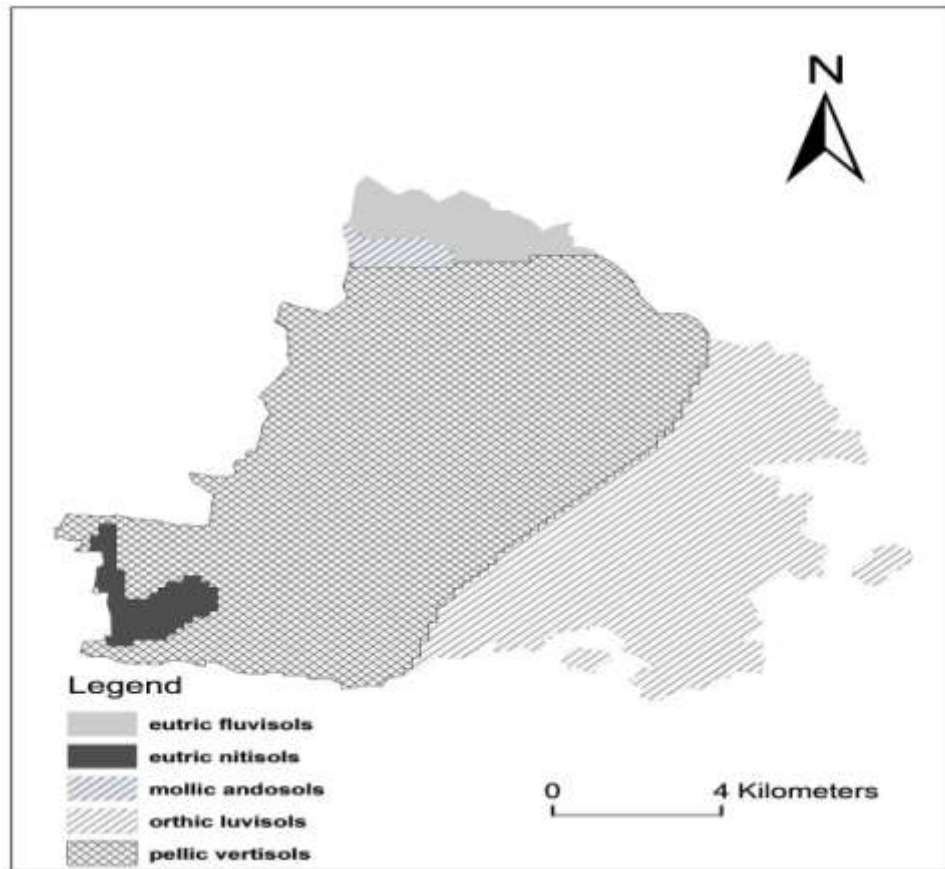 N
Legend
eutric fluvisols
eutric nitisols
mollic andosols
orthic luvisols
pellic vertisols
0 4 Kilometers